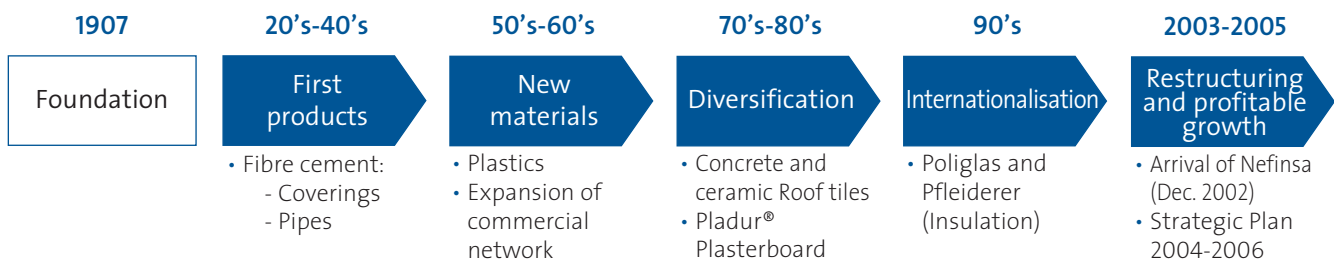 1907
Foundation
20's-40's
First
products
• Fibre cement:
- Coverings
- Pipes
50's-60's
New
materials
• Plastics
• Expansion of
commercial
network
70's-80's
Diversification
• Concrete and
ceramic Roof tiles
• Pladur®
Plasterboard
90's
Internationalisation
• Poliglas and
Pfleiderer
(Insulation)
2003-2005
Restructuring
and profitable
growth
• Arrival of Nefinsa
(Dec. 2002)
• Strategic Plan
2004-2006